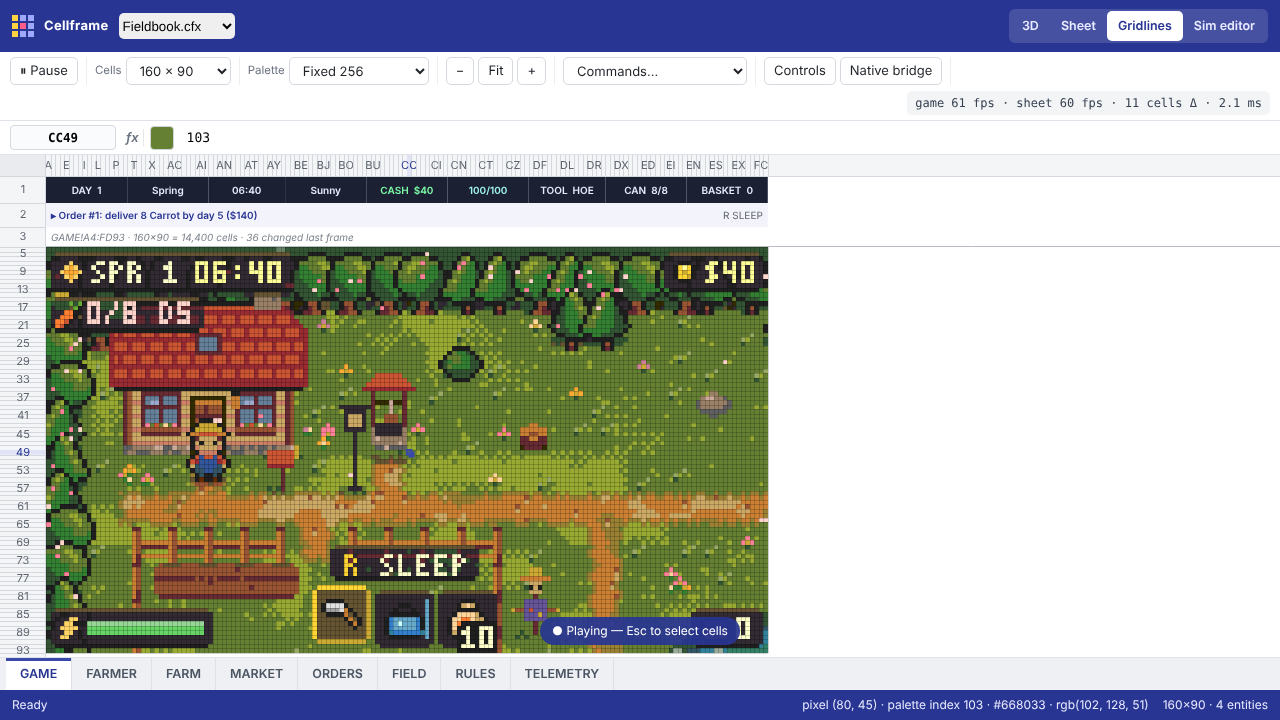 Cellframe Fieldbook.cfx 3D Sheet Gridlines Sim editor
Pause Cells 160 × 90 Palette Fixed 256 − Fit + Commands... Controls Native bridge
game 61 fps · sheet 60 fps · 11 cells Δ · 2.1 ms
CC49 fx 103
A E I L P T X AC AI AN AT AY BE BJ BO BU CC CI CN CT CZ DF DL DR DX ED EI EN ES EX FC
1 DAY 1 Spring 06:40 Sunny CASH $40 100/100 TOOL HOE CAN 8/8 BASKET 0
2 ▸ Order #1: deliver 8 Carrot by day 5 ($140) R SLEEP
3 GAME!A4:FD93 · 160×90 = 14,400 cells · 36 changed last frame
5
9 SPR 1 06:40 $40
13
17 0/8 D5
21
25
29
33
37
41
45
49
53
57
61
65
69
73 R SLEEP
77
81
85
89 10 0
● Playing — Esc to select cells
93
GAME FARMER FARM MARKET ORDERS FIELD RULES TELEMETRY
Ready pixel (80, 45) · palette index 103 · #668033 · rgb(102, 128, 51) 160×90 · 4 entities